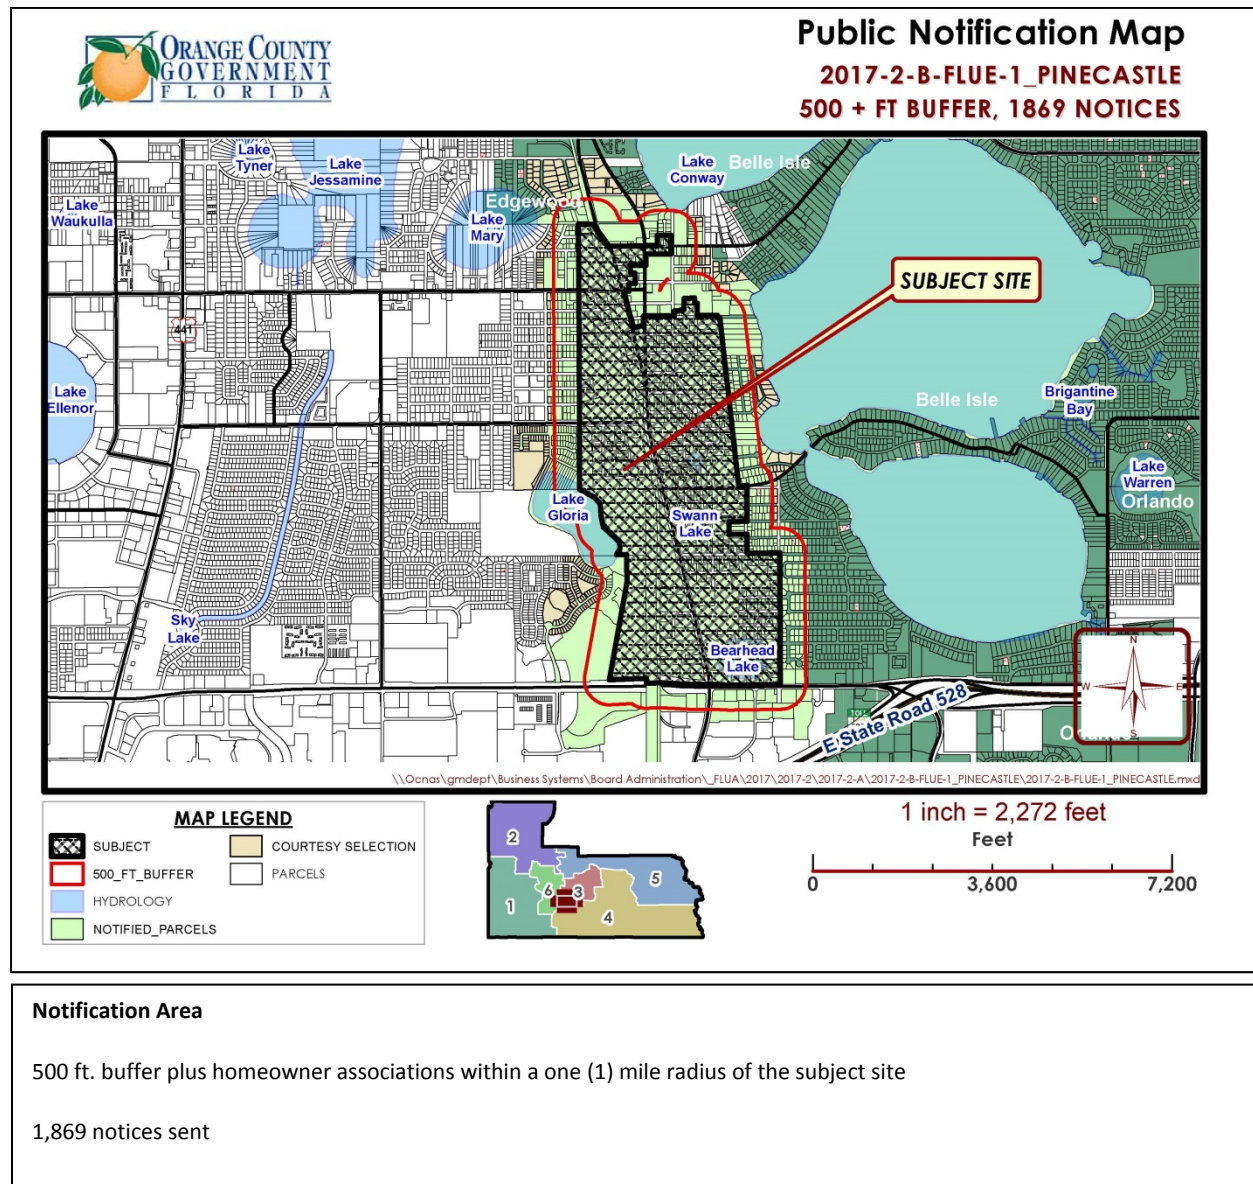 ORANGE COUNTY
GOVERNMENT
FLORIDA
Public Notification Map
2017-2-B-FLUE-1_PINECASTLE
500 + FT BUFFER, 1869 NOTICES
Lake
Tyner
Lake
Jessamine
Lake
Conway
Belle Isle
Lake
Waukulla
Edgewood
Lake
Mary
SUBJECT SITE
441
Lake
Ellenor
Belle Isle
Brigantine
Bay
Lake
Warren
Orlando
Lake
Gloria
Swann
Lake
Sky
Lake
Bearhead
Lake
TOLL
E State Road 528
N
W
E
S
\\Ocnas\gmdept\Business Systems\Board Administration\_FLUA\2017\2017-2\2017-2-A\2017-2-B-FLUE-1_PINECASTLE\2017-2-B-FLUE-1_PINECASTLE.mxd
MAP LEGEND
SUBJECT
COURTESY SELECTION
500_FT_BUFFER
PARCELS
HYDROLOGY
NOTIFIED_PARCELS
2
5
6
3
1
4
1 inch = 2,272 feet
Feet
0 3,600 7,200
Notification Area
500 ft. buffer plus homeowner associations within a one (1) mile radius of the subject site
1,869 notices sent